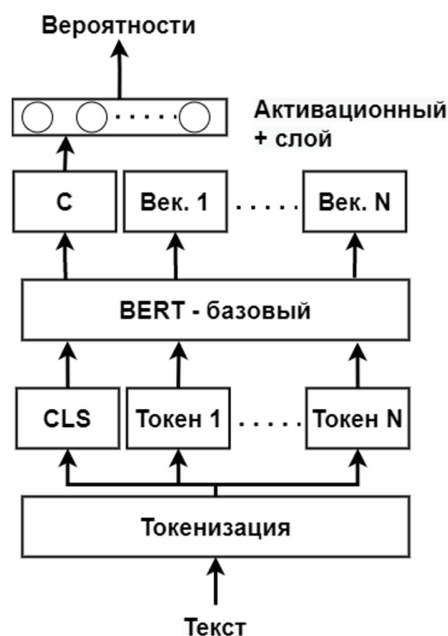 Вероятности
Активационный
+ слой
C
Век. 1
Век. N
BERT - базовый
CLS
Токен 1
Токен N
Токенизация
Текст